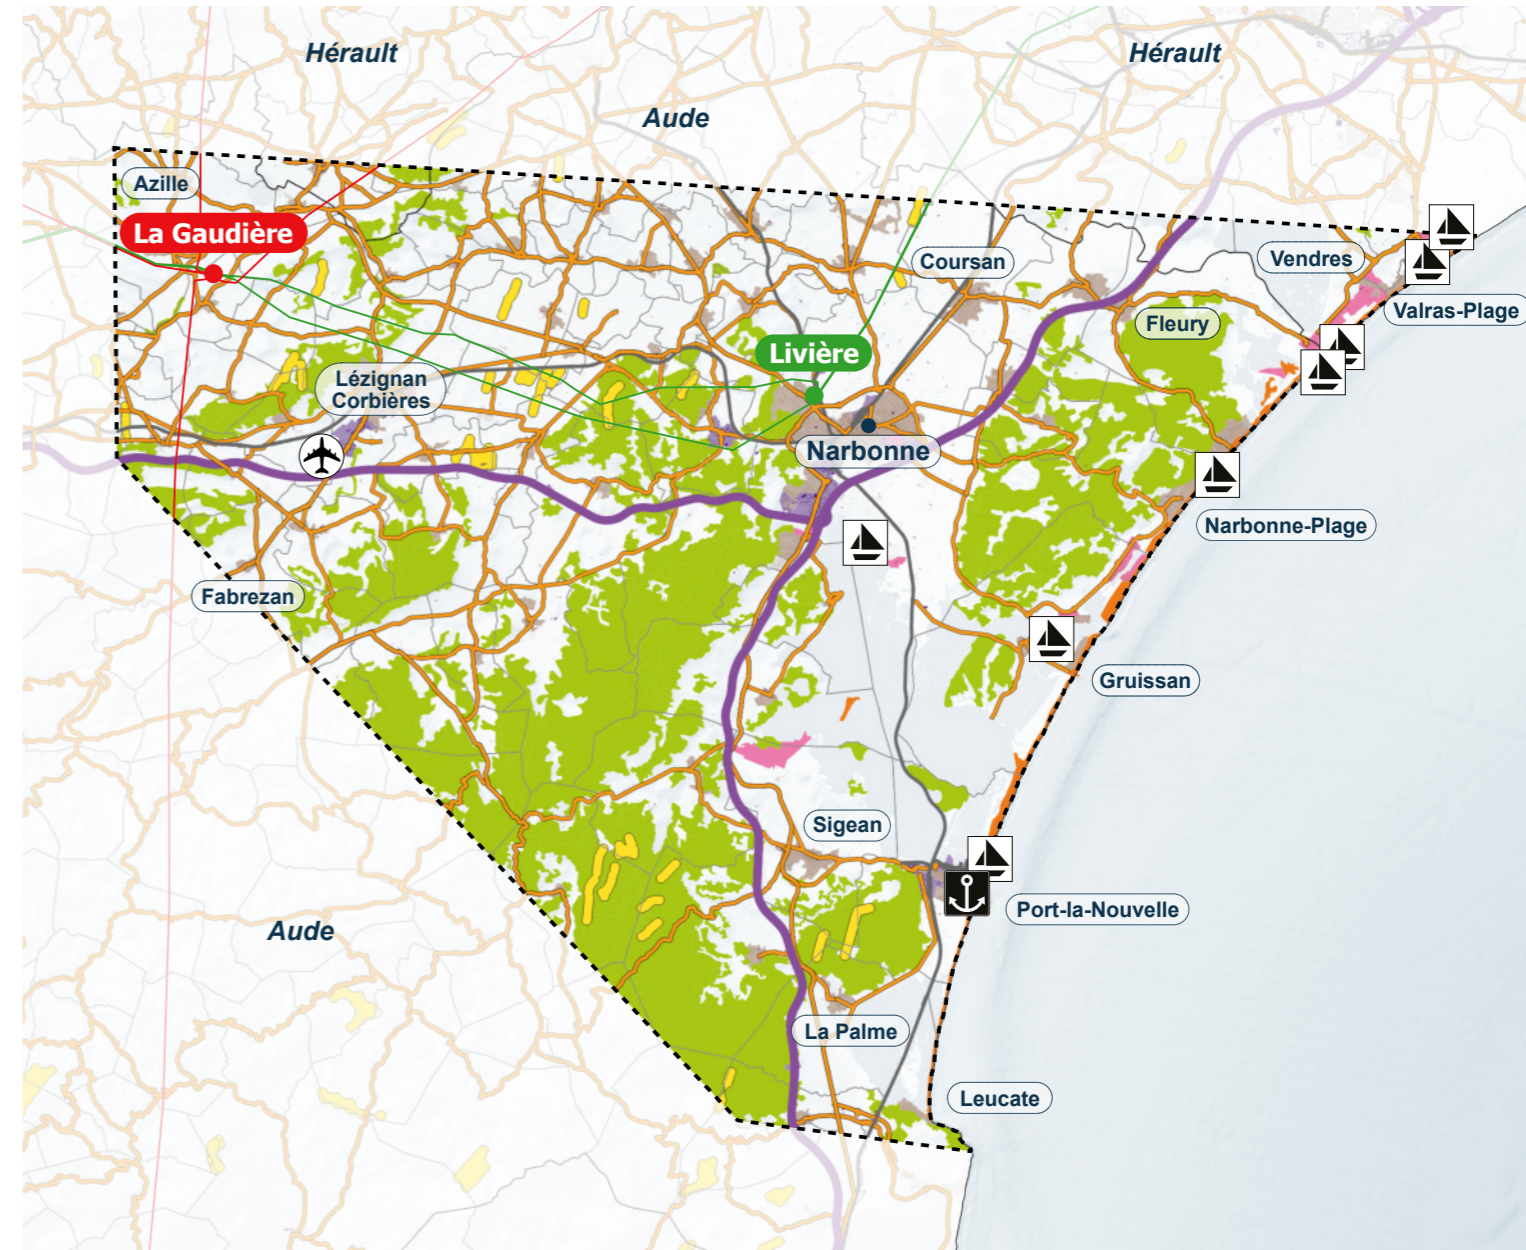 Hérault
Hérault
Aude
Azille
La Gaudière
Coursan
Vendres
Valras-Plage
Fleury
Livière
Lézignan
Corbières
Narbonne
Narbonne-Plage
Fabrezan
Gruissan
Sigean
Port-la-Nouvelle
Aude
La Palme
Leucate